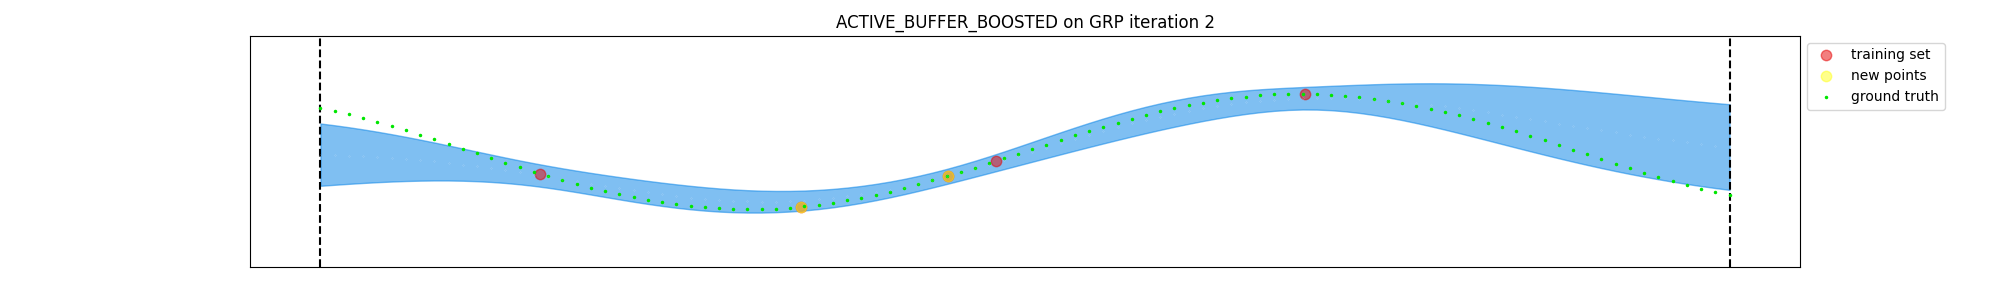 ACTIVE_BUFFER_BOOSTED on GRP iteration 2
training set
new points
ground truth